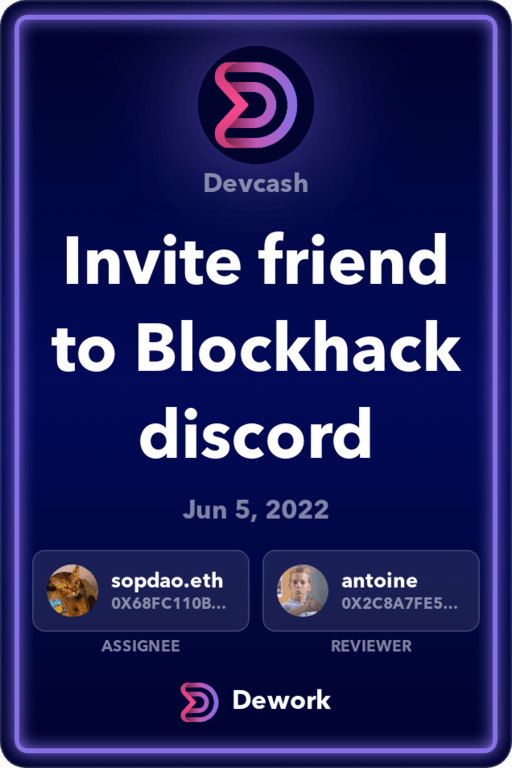 Devcash
Invite friend
to Blockhack
discord
Jun 5, 2022
sopdao.eth
0X68FC110B...
ASSIGNEE
antoine
0X2C8A7FE5...
REVIEWER
Dework